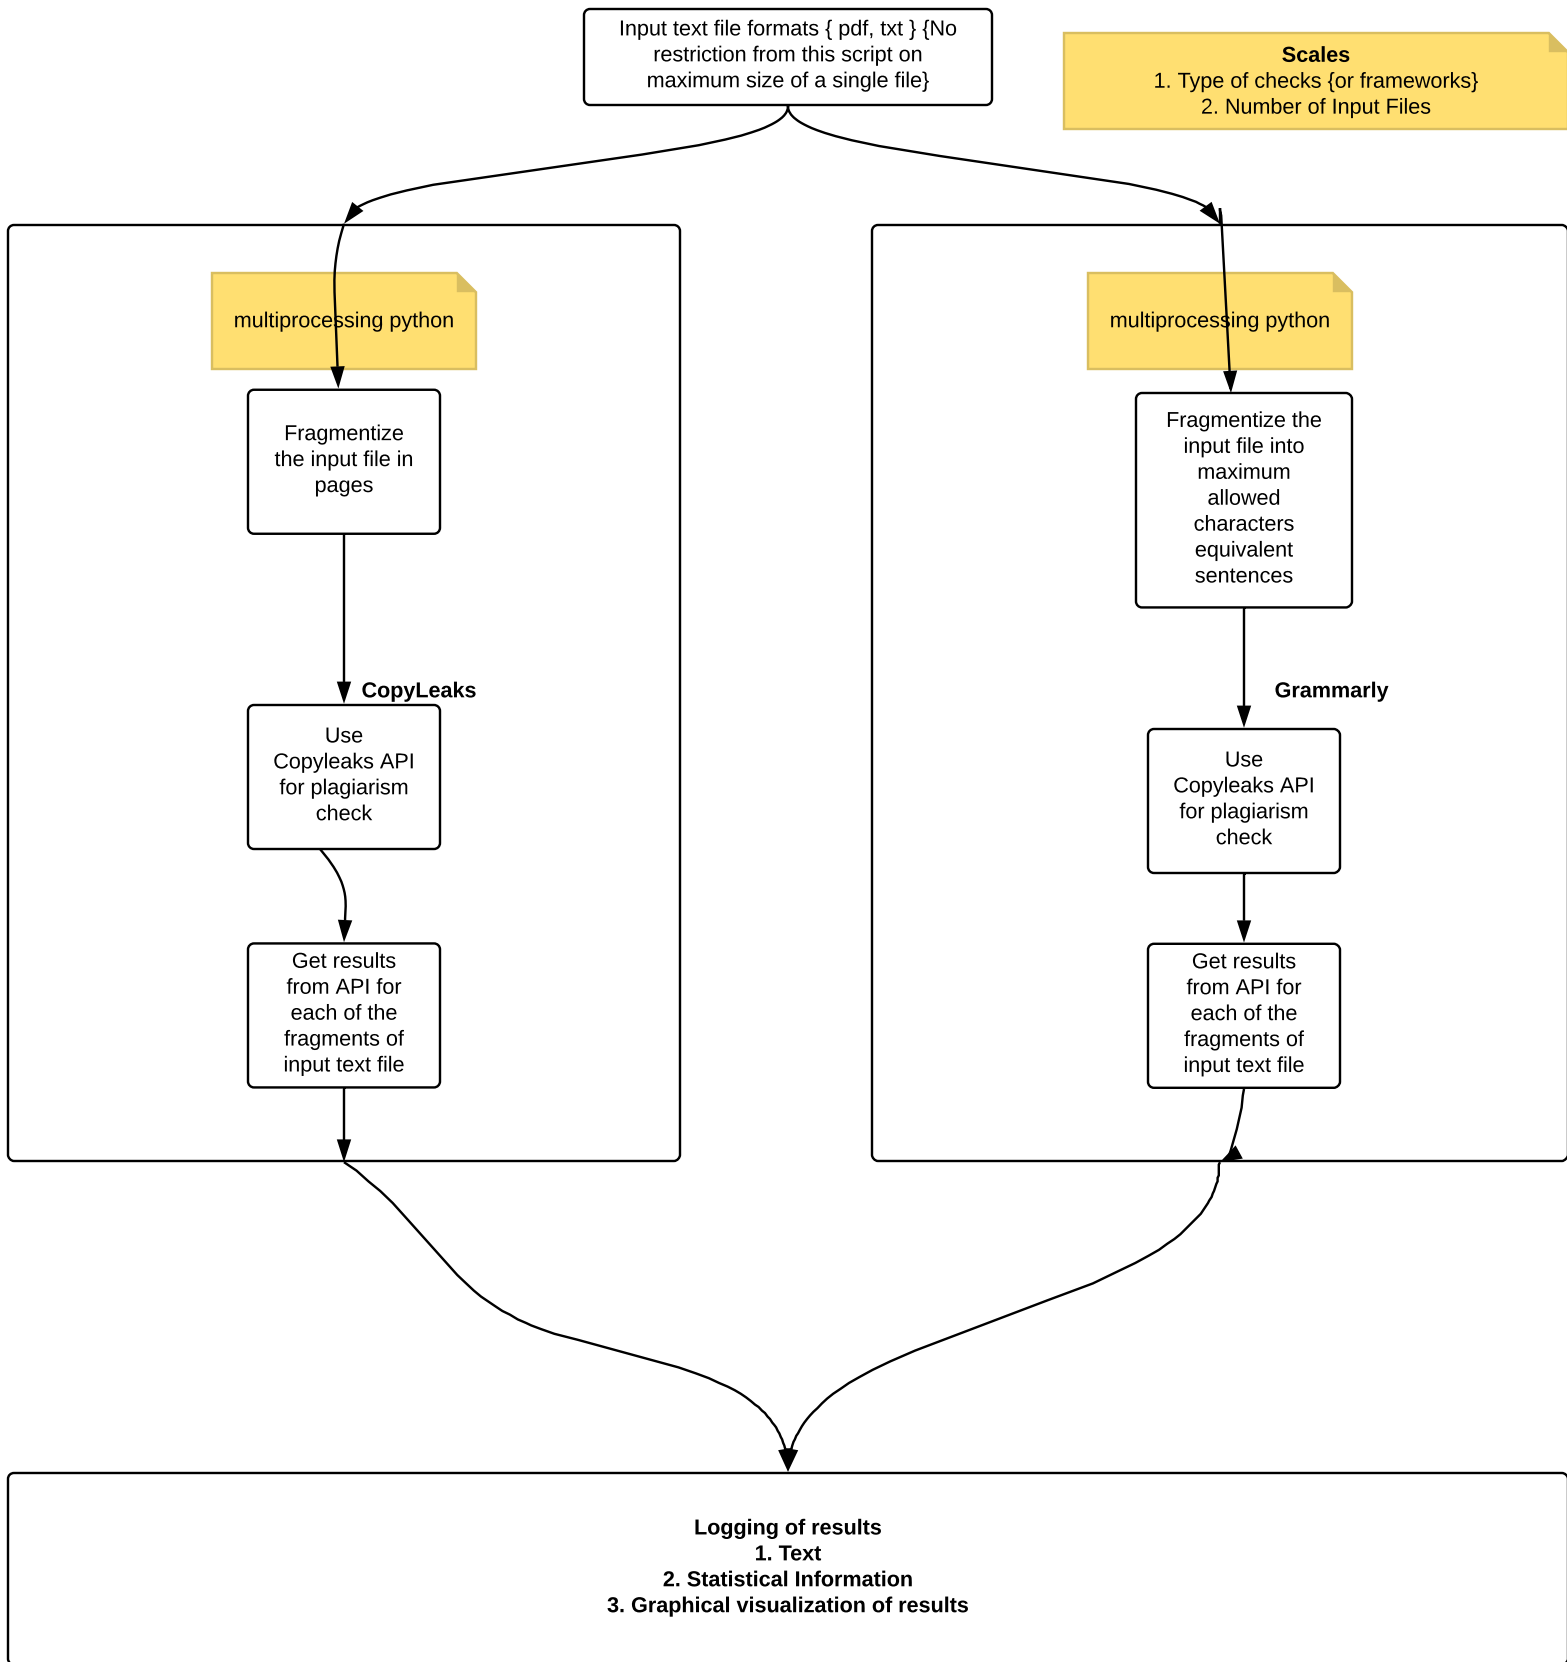 Input text file formats { pdf, txt } {No
restriction from this script on
maximum size of a single file}
Scales
1. Type of checks {or frameworks}
2. Number of Input Files
multiprocessing python
Fragmentize
the input file in
pages
CopyLeaks
Use
Copyleaks API
for plagiarism
check
Get results
from API for
each of the
fragments of
input text file
multiprocessing python
Fragmentize the
input file into
maximum
allowed
characters
equivalent
sentences
Grammarly
Use
Copyleaks API
for plagiarism
check
Get results
from API for
each of the
fragments of
input text file
Logging of results
1. Text
2. Statistical Information
3. Graphical visualization of results